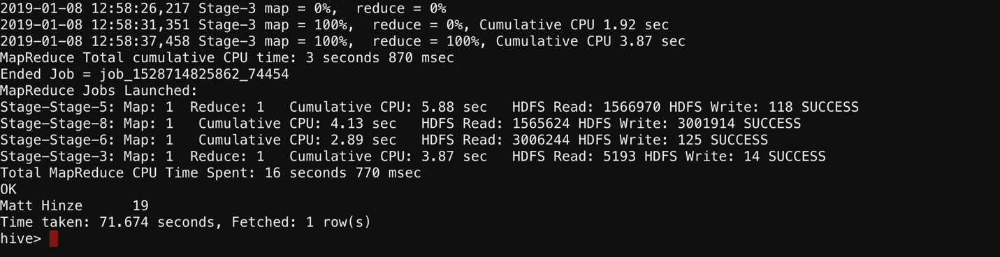 2019-01-08 12:58:26,217 Stage-3 map = 0%,  reduce = 0%
2019-01-08 12:58:31,351 Stage-3 map = 100%,  reduce = 0%, Cumulative CPU 1.92 sec
2019-01-08 12:58:37,458 Stage-3 map = 100%,  reduce = 100%, Cumulative CPU 3.87 sec
MapReduce Total cumulative CPU time: 3 seconds 870 msec
Ended Job = job_1528714825862_74454
MapReduce Jobs Launched:
Stage-Stage-5: Map: 1  Reduce: 1   Cumulative CPU: 5.88 sec   HDFS Read: 1566970 HDFS Write: 118 SUCCESS
Stage-Stage-8: Map: 1   Cumulative CPU: 4.13 sec   HDFS Read: 1565624 HDFS Write: 3001914 SUCCESS
Stage-Stage-6: Map: 1   Cumulative CPU: 2.89 sec   HDFS Read: 3006244 HDFS Write: 125 SUCCESS
Stage-Stage-3: Map: 1  Reduce: 1   Cumulative CPU: 3.87 sec   HDFS Read: 5193 HDFS Write: 14 SUCCESS
Total MapReduce CPU Time Spent: 16 seconds 770 msec
OK
Matt Hinze      19
Time taken: 71.674 seconds, Fetched: 1 row(s)
hive>